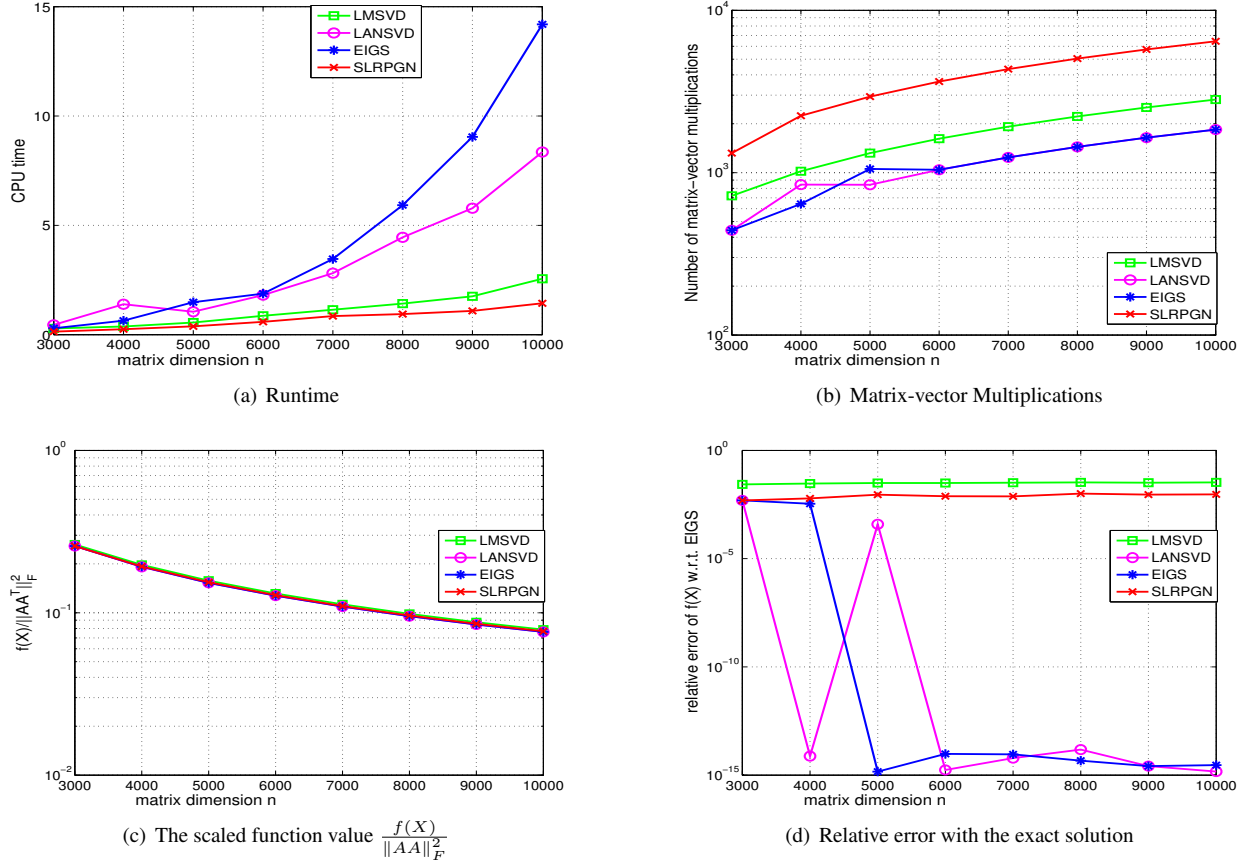 15
10
5
0
CPU time
3000 4000 5000 6000 7000 8000 9000 10000
matrix dimension n
LMSVD
LANSVD
EIGS
SLRPGN
(a) Runtime
10^4
10^3
10^2
Number of matrix−vector multiplications
3000 4000 5000 6000 7000 8000 9000 10000
matrix dimension n
LMSVD
LANSVD
EIGS
SLRPGN
(b) Matrix-vector Multiplications
10^0
10^−1
10^−2
f(X)/||AA^T||_F^2
3000 4000 5000 6000 7000 8000 9000 10000
matrix dimension n
LMSVD
LANSVD
EIGS
SLRPGN
(c) The scaled function value \frac{f(X)}{\|AA\|_F^2}
10^0
10^−5
10^−10
10^−15
relative error of f(X) w.r.t. EIGS
3000 4000 5000 6000 7000 8000 9000 10000
matrix dimension n
LMSVD
LANSVD
EIGS
SLRPGN
(d) Relative error with the exact solution